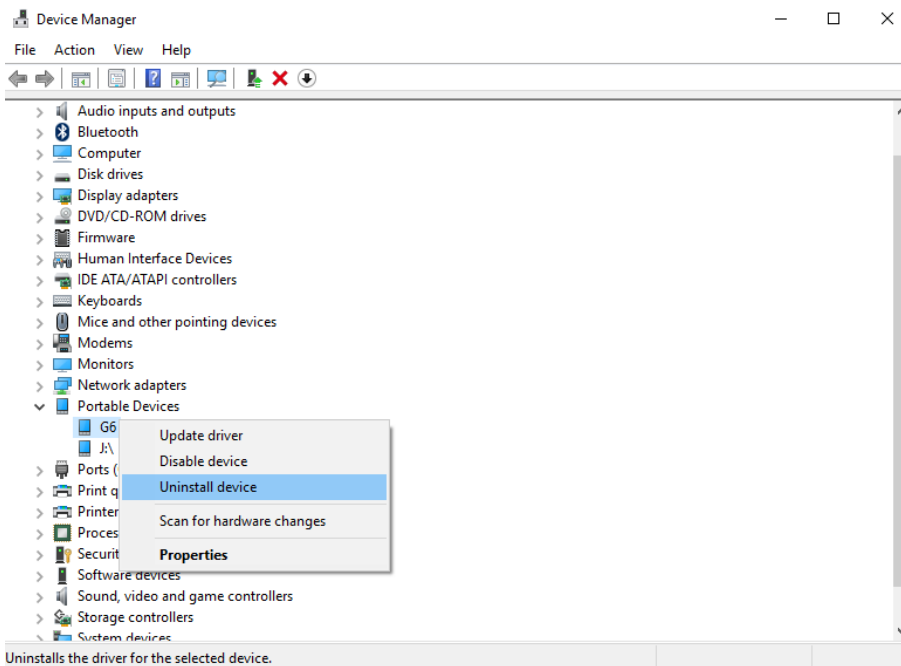 Device Manager
File Action View Help
Audio inputs and outputs
Bluetooth
Computer
Disk drives
Display adapters
DVD/CD-ROM drives
Firmware
Human Interface Devices
IDE ATA/ATAPI controllers
Keyboards
Mice and other pointing devices
Modems
Monitors
Network adapters
Portable Devices
G6
J:\
Ports (
Print q
Printer
Proces
Securit
Software devices
Sound, video and game controllers
Storage controllers
System devices
Update driver
Disable device
Uninstall device
Scan for hardware changes
Properties
Uninstalls the driver for the selected device.